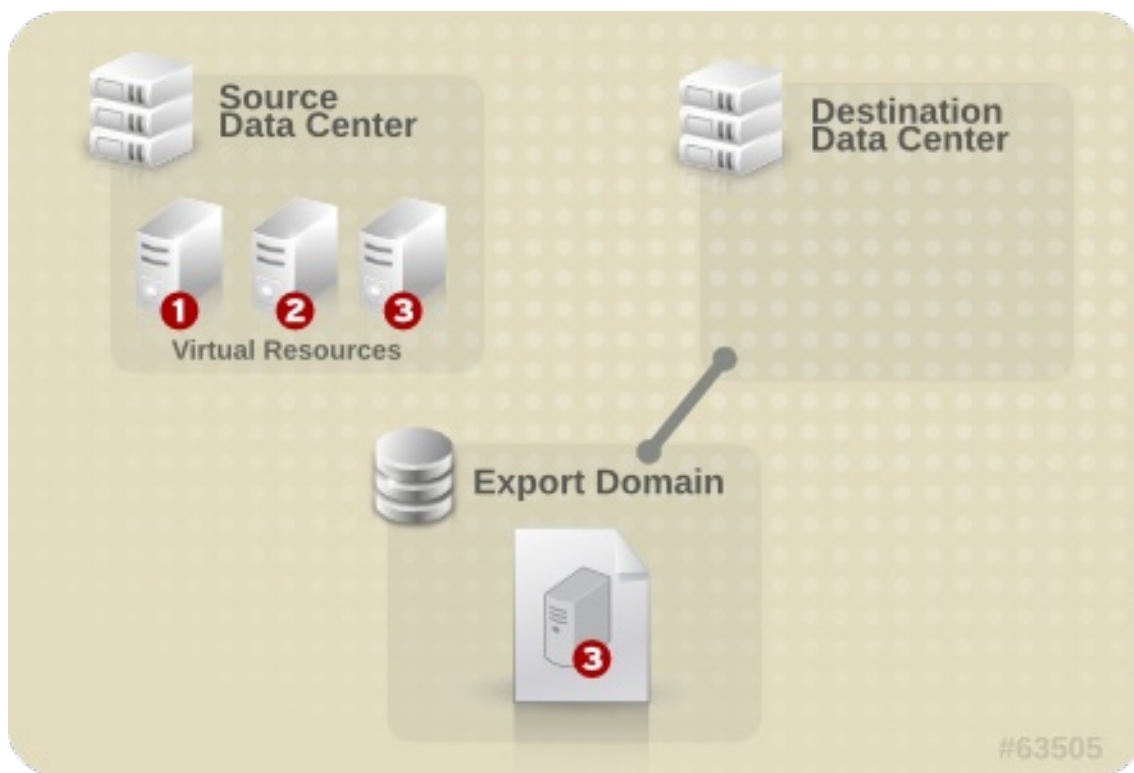 Source
Data Center
Destination
Data Center
1
2
3
Virtual Resources
Export Domain
3
#63505